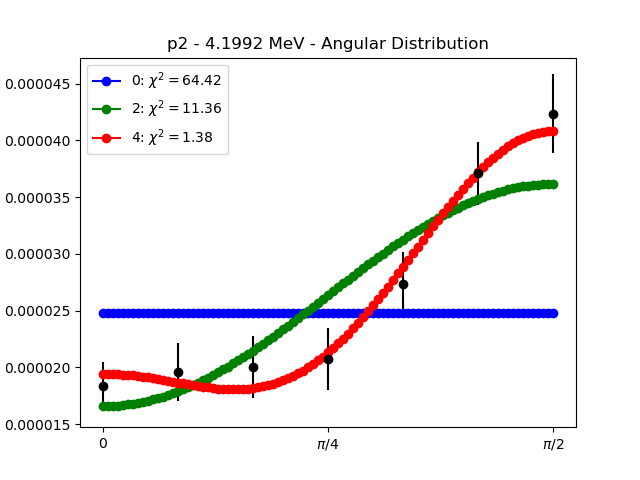 p2 - 4.1992 MeV - Angular Distribution
0: χ² = 64.42
2: χ² = 11.36
4: χ² = 1.38
0.000045
0.000040
0.000035
0.000030
0.000025
0.000020
0.000015
0
π/4
π/2